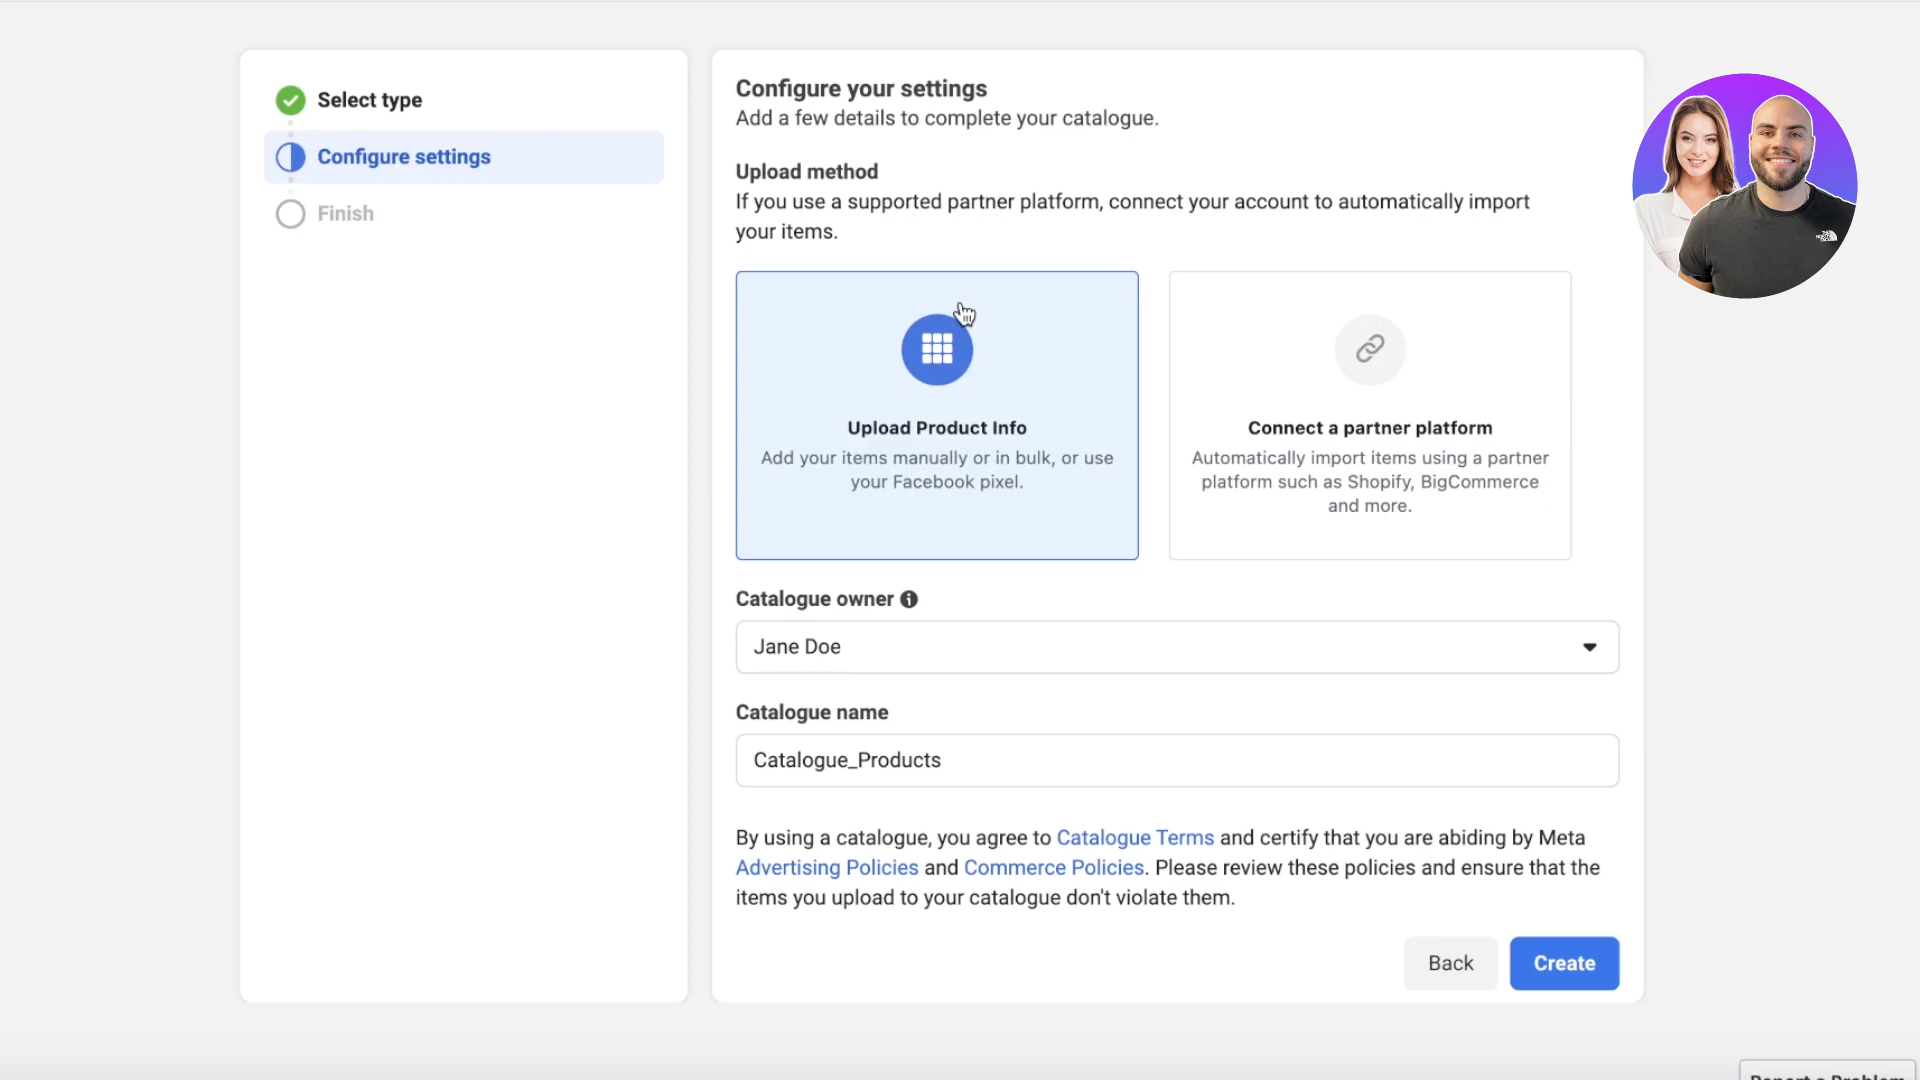 Select type
Configure settings
Finish
Configure your settings
Add a few details to complete your catalogue.
Upload method
If you use a supported partner platform, connect your account to automatically import
your items.
Upload Product Info
Add your items manually or in bulk, or use
your Facebook pixel.
Connect a partner platform
Automatically import items using a partner
platform such as Shopify, BigCommerce
and more.
Catalogue owner
Jane Doe
Catalogue name
Catalogue_Products
By using a catalogue, you agree to Catalogue Terms and certify that you are abiding by Meta
Advertising Policies and Commerce Policies. Please review these policies and ensure that the
items you upload to your catalogue don't violate them.
Back
Create
THE NORTH FACE
Report a Problem